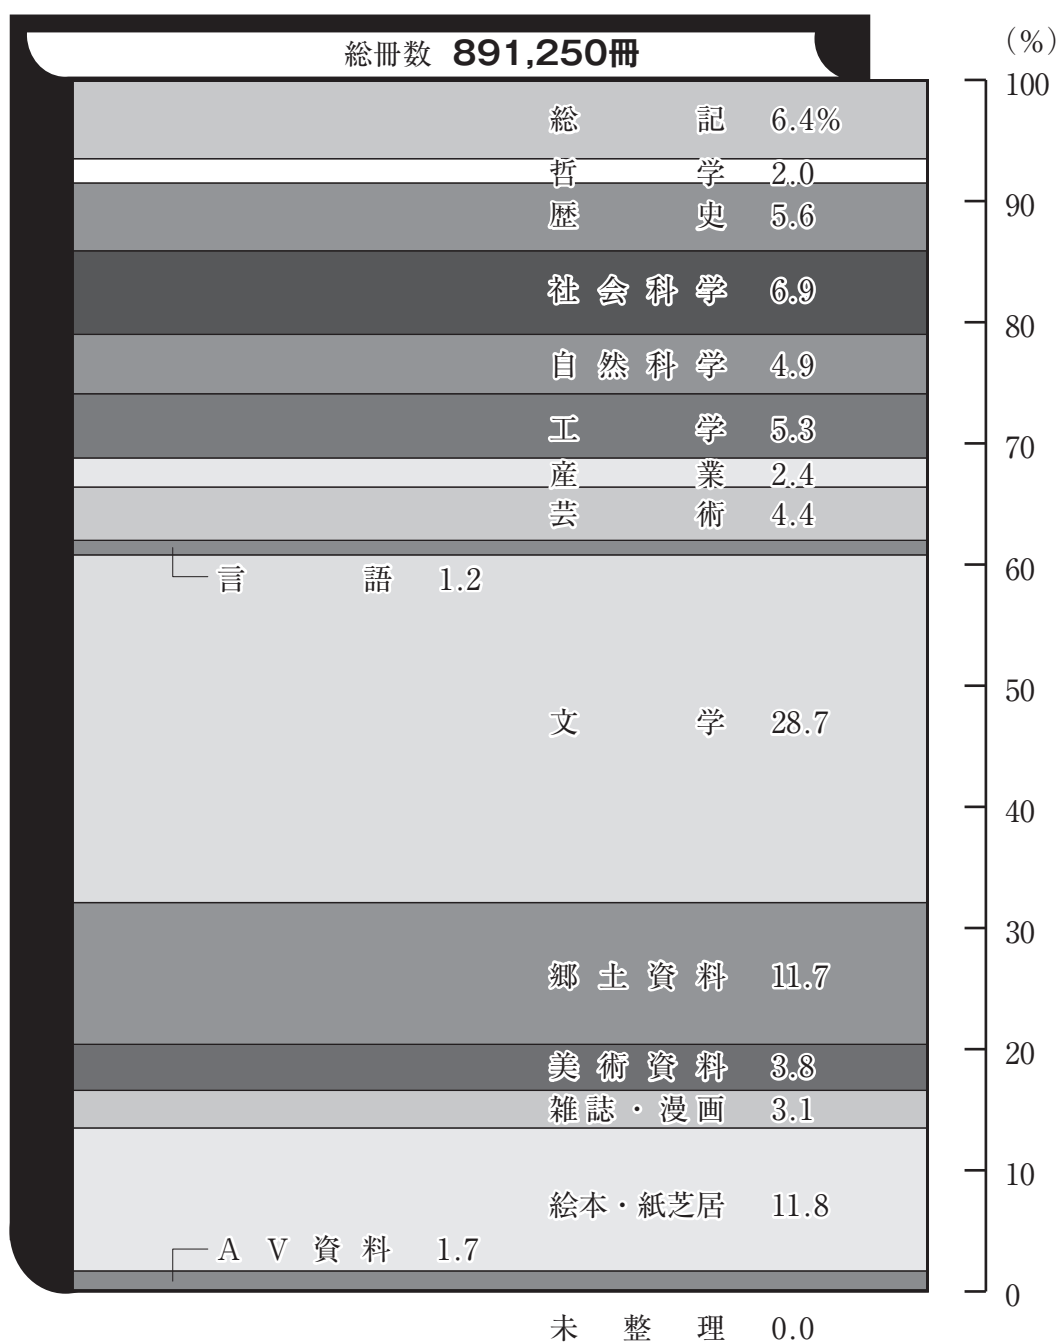 総冊数 891,250冊
(%)
100
総記 6.4%
哲学 2.0
90
歴史 5.6
社会科学 6.9
80
自然科学 4.9
工学 5.3
70
産業 2.4
芸術 4.4
60
言語 1.2
50
文学 28.7
40
30
郷土資料 11.7
20
美術資料 3.8
雑誌・漫画 3.1
10
絵本・紙芝居 11.8
AV資料 1.7
0
未整理 0.0